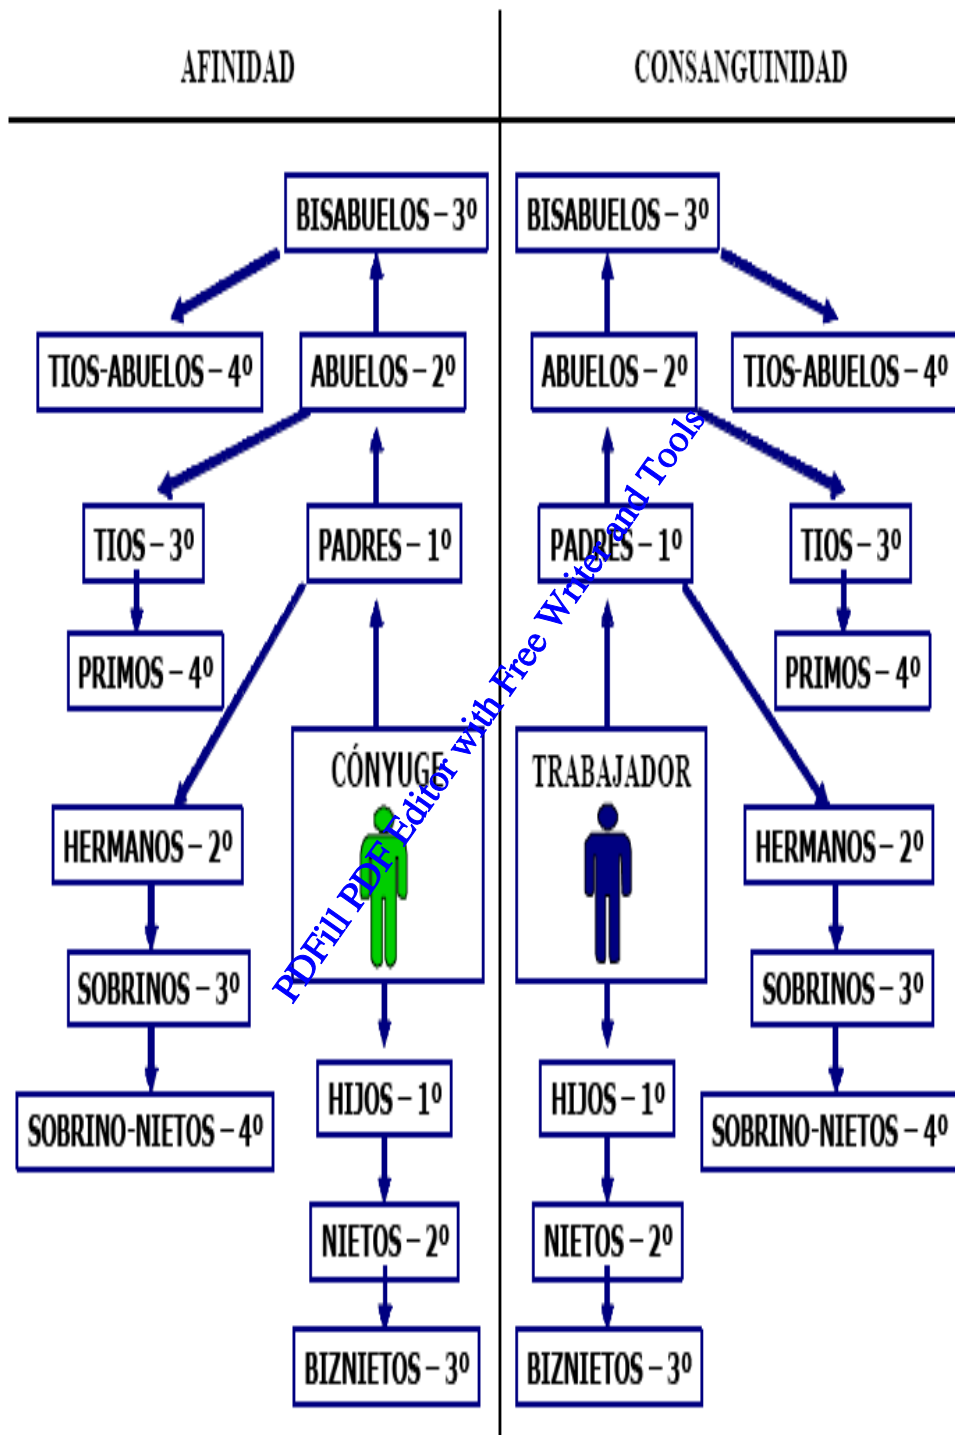 AFINIDAD
CONSANGUINIDAD
BISABUELOS – 3º
BISABUELOS – 3º
TIOS-ABUELOS – 4º
ABUELOS – 2º
ABUELOS – 2º
TIOS-ABUELOS – 4º
TIOS – 3º
PADRES – 1º
PADRES – 1º
TIOS – 3º
PRIMOS – 4º
PRIMOS – 4º
CÓNYUGE
TRABAJADOR
HERMANOS – 2º
HERMANOS – 2º
SOBRINOS – 3º
SOBRINOS – 3º
HIJOS – 1º
HIJOS – 1º
SOBRINO-NIETOS – 4º
SOBRINO-NIETOS – 4º
NIETOS – 2º
NIETOS – 2º
BIZNIETOS – 3º
BIZNIETOS – 3º
PDFill PDF Editor with Free Writer and Tools